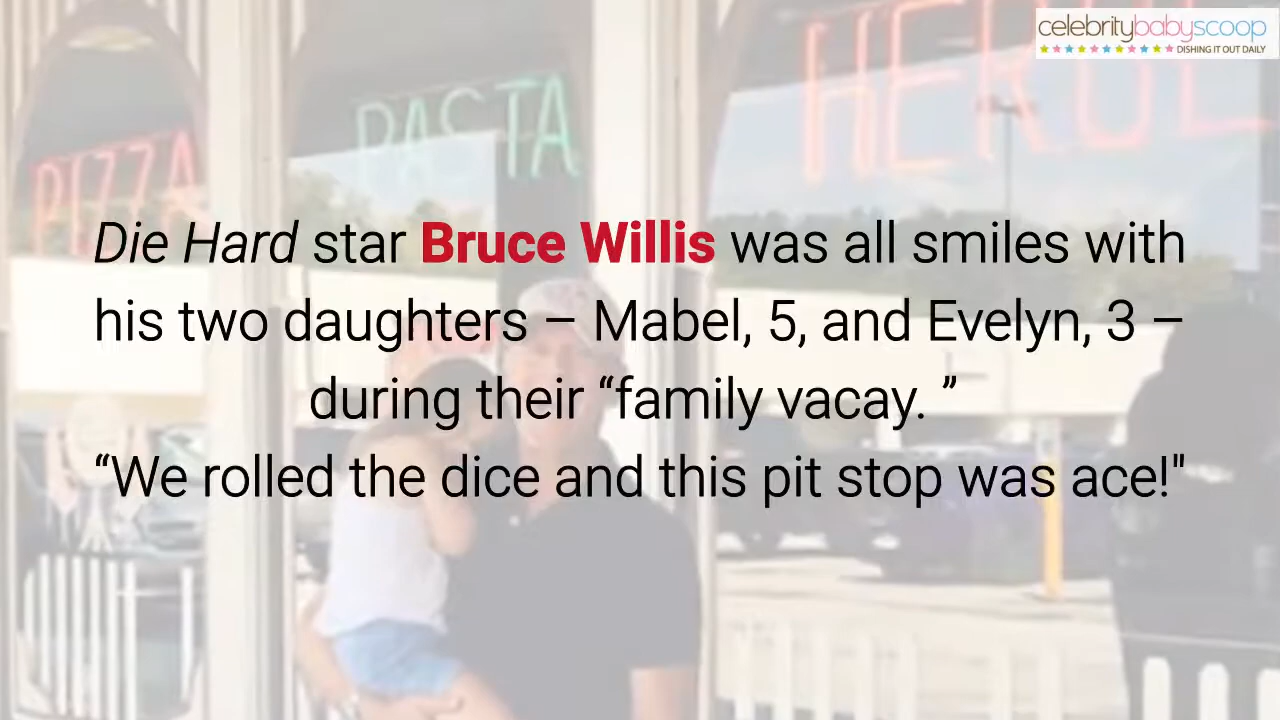 celebritybabyscoop
DISHING IT OUT DAILY
PIZZA
PASTA
Die Hard star Bruce Willis was all smiles with
his two daughters – Mabel, 5, and Evelyn, 3 –
during their “family vacay. ”
“We rolled the dice and this pit stop was ace!"